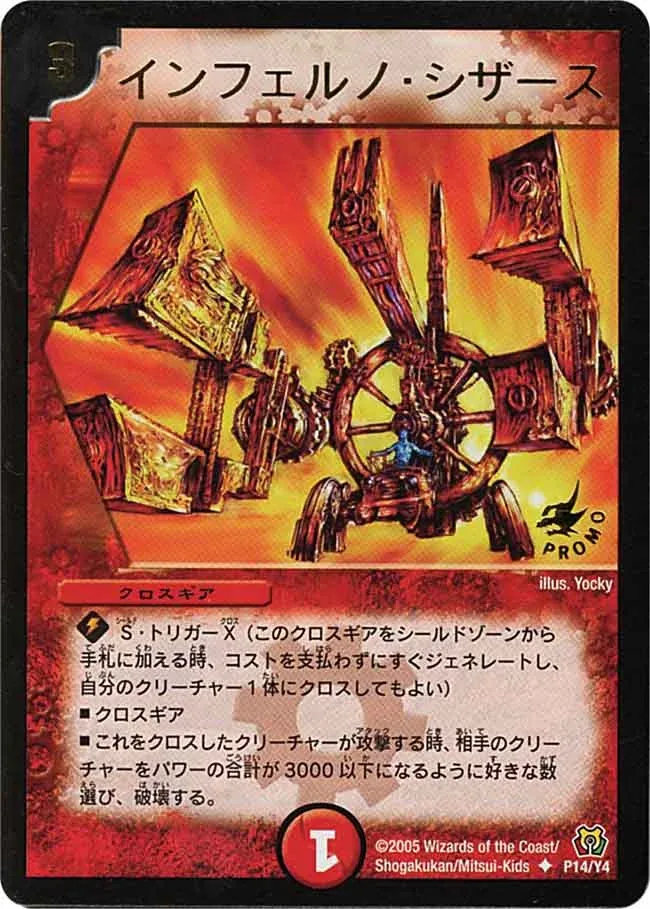 3
インフェルノ・シザース
PROMO
illus. Yocky
クロスギア
S・トリガーX(このクロスギアをシールドゾーンから
手札に加える時、コストを支払わずにすぐジェネレートし、
自分のクリーチャー1体にクロスしてもよい)
■クロスギア
■これをクロスしたクリーチャーが攻撃する時、相手のクリー
チャーをパワーの合計が3000以下になるように好きな数
選び、破壊する。
1
©2005 Wizards of the Coast/
Shogakukan/Mitsui-Kids ◆ P14/Y4